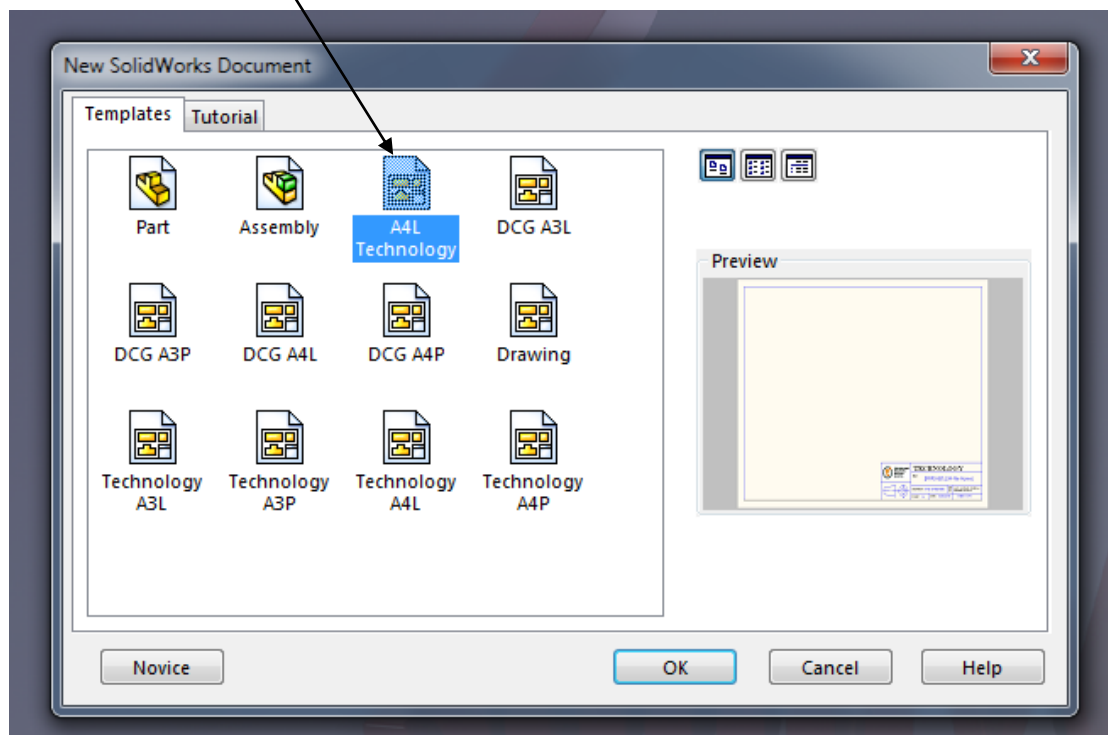 New SolidWorks Document
Templates Tutorial
Part Assembly A4L DCG A3L
Technology
DCG A3P DCG A4L DCG A4P Drawing
Technology Technology Technology Technology
A3L A3P A4L A4P
Preview
TECHNOLOGY
Novice OK Cancel Help